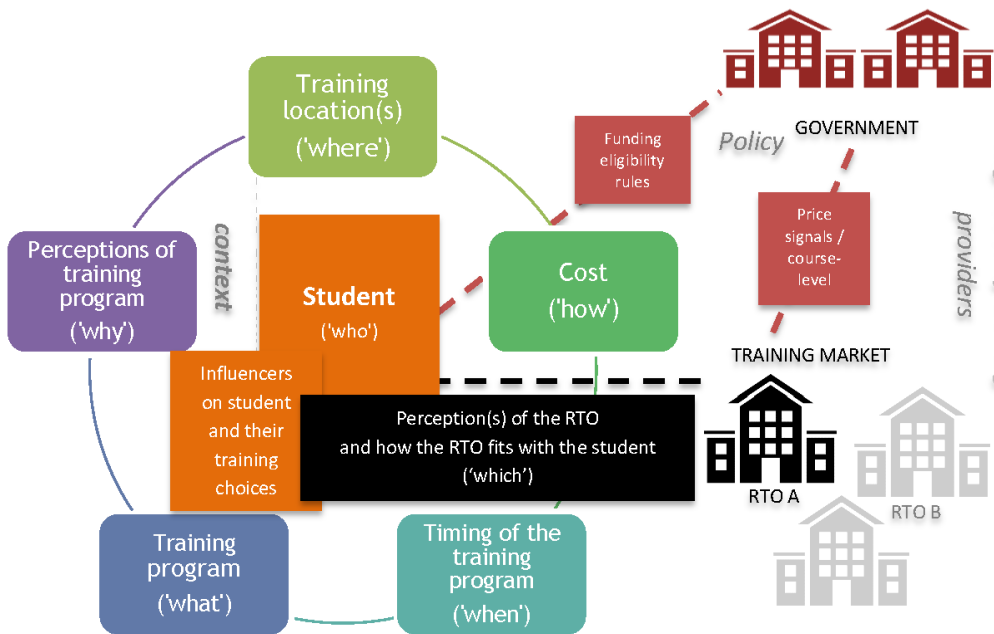 Training
location(s)
('where')
Funding
eligibility
rules
Policy
GOVERNMENT
Price
signals /
course-
level
providers
Perceptions of
training
program
('why')
context
Student
('who')
Cost
('how')
TRAINING MARKET
Influencers
on student
and their
training
choices
Perception(s) of the RTO
and how the RTO fits with the student
(‘which’)
RTO A
RTO B
Training
program
('what')
Timing of the
training
program
('when')